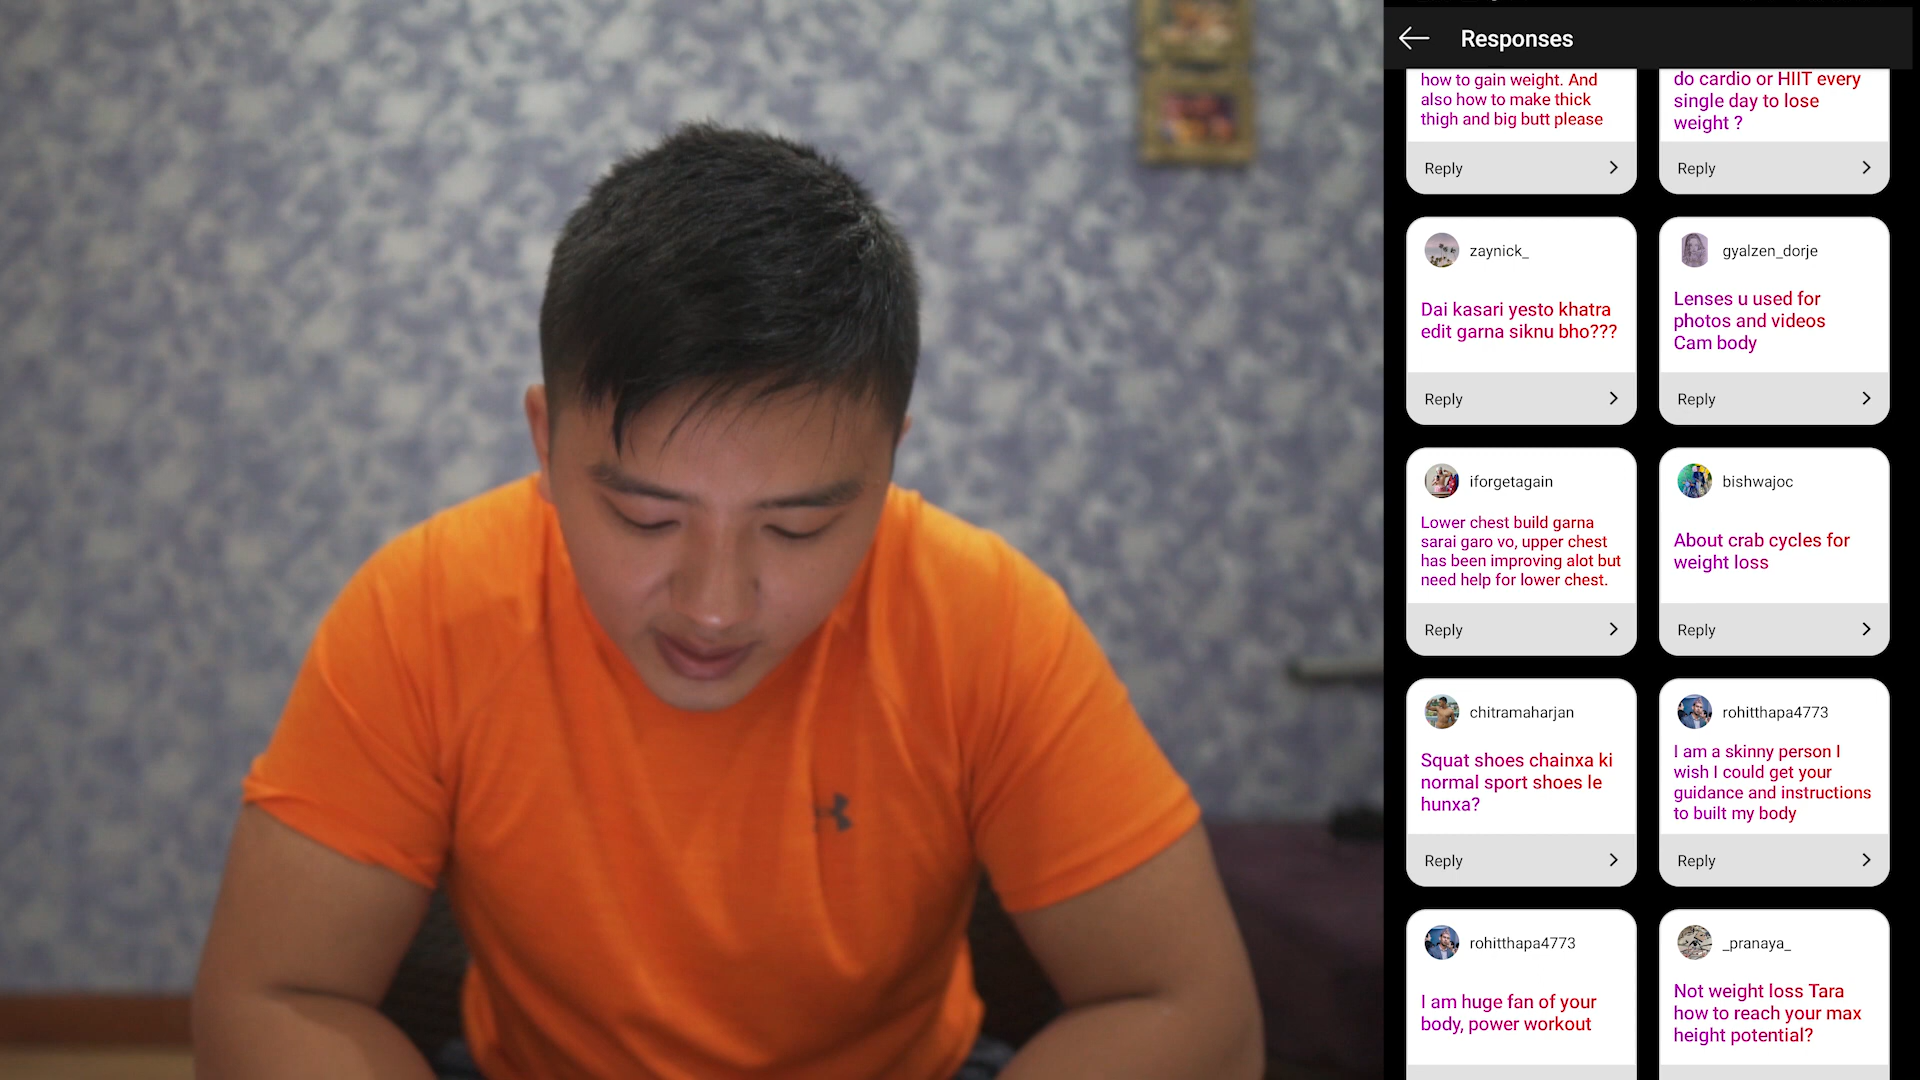 Responses
how to gain weight. And
also how to make thick
thigh and big butt please
Reply
do cardio or HIIT every
single day to lose
weight ?
Reply
zaynick_
Dai kasari yesto khatra
edit garna siknu bho???
Reply
gyalzen_dorje
Lenses u used for
photos and videos
Cam body
Reply
iforgetagain
Lower chest build garna
sarai garo vo, upper chest
has been improving alot but
need help for lower chest.
Reply
bishwajoc
About crab cycles for
weight loss
Reply
chitramaharjan
Squat shoes chainxa ki
normal sport shoes le
hunxa?
Reply
rohitthapa4773
I am a skinny person I
wish I could get your
guidance and instructions
to built my body
Reply
rohitthapa4773
I am huge fan of your
body, power workout
_pranaya_
Not weight loss Tara
how to reach your max
height potential?